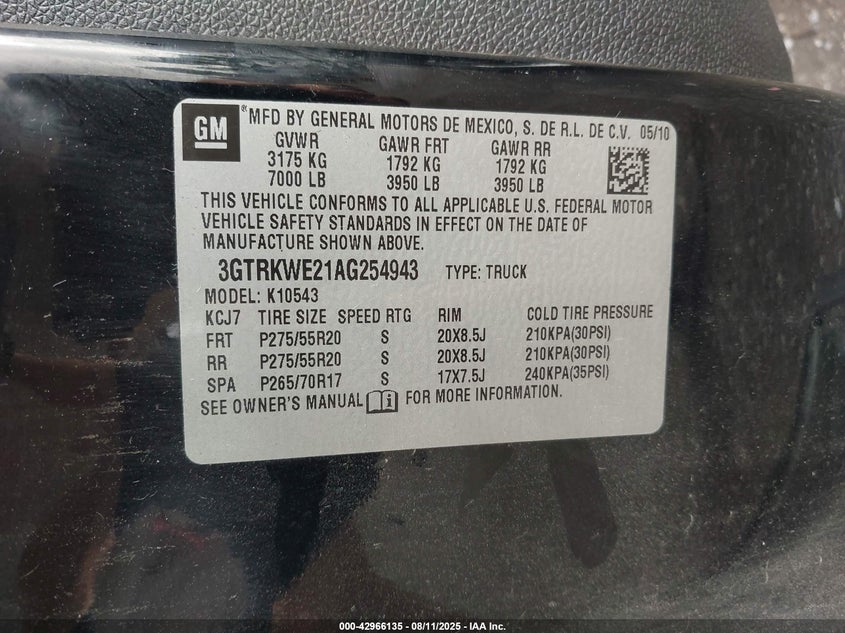 GM
® MFD BY GENERAL MOTORS DE MEXICO, S. DE R.L. DE C.V. 05/10
GVWR GAWR FRT GAWR RR
3175 KG 1792 KG 1792 KG
7000 LB 3950 LB 3950 LB
THIS VEHICLE CONFORMS TO ALL APPLICABLE U.S. FEDERAL MOTOR
VEHICLE SAFETY STANDARDS IN EFFECT ON THE DATE OF
MANUFACTURE SHOWN ABOVE.
3GTRKWE21AG254943 TYPE: TRUCK
MODEL: K10543
KCJ7 TIRE SIZE SPEED RTG RIM COLD TIRE PRESSURE
FRT P275/55R20 S 20X8.5J 210KPA(30PSI)
RR P275/55R20 S 20X8.5J 210KPA(30PSI)
SPA P265/70R17 S 17X7.5J 240KPA(35PSI)
SEE OWNER'S MANUAL FOR MORE INFORMATION.
000-42966135 - 08/11/2025 - IAA Inc.